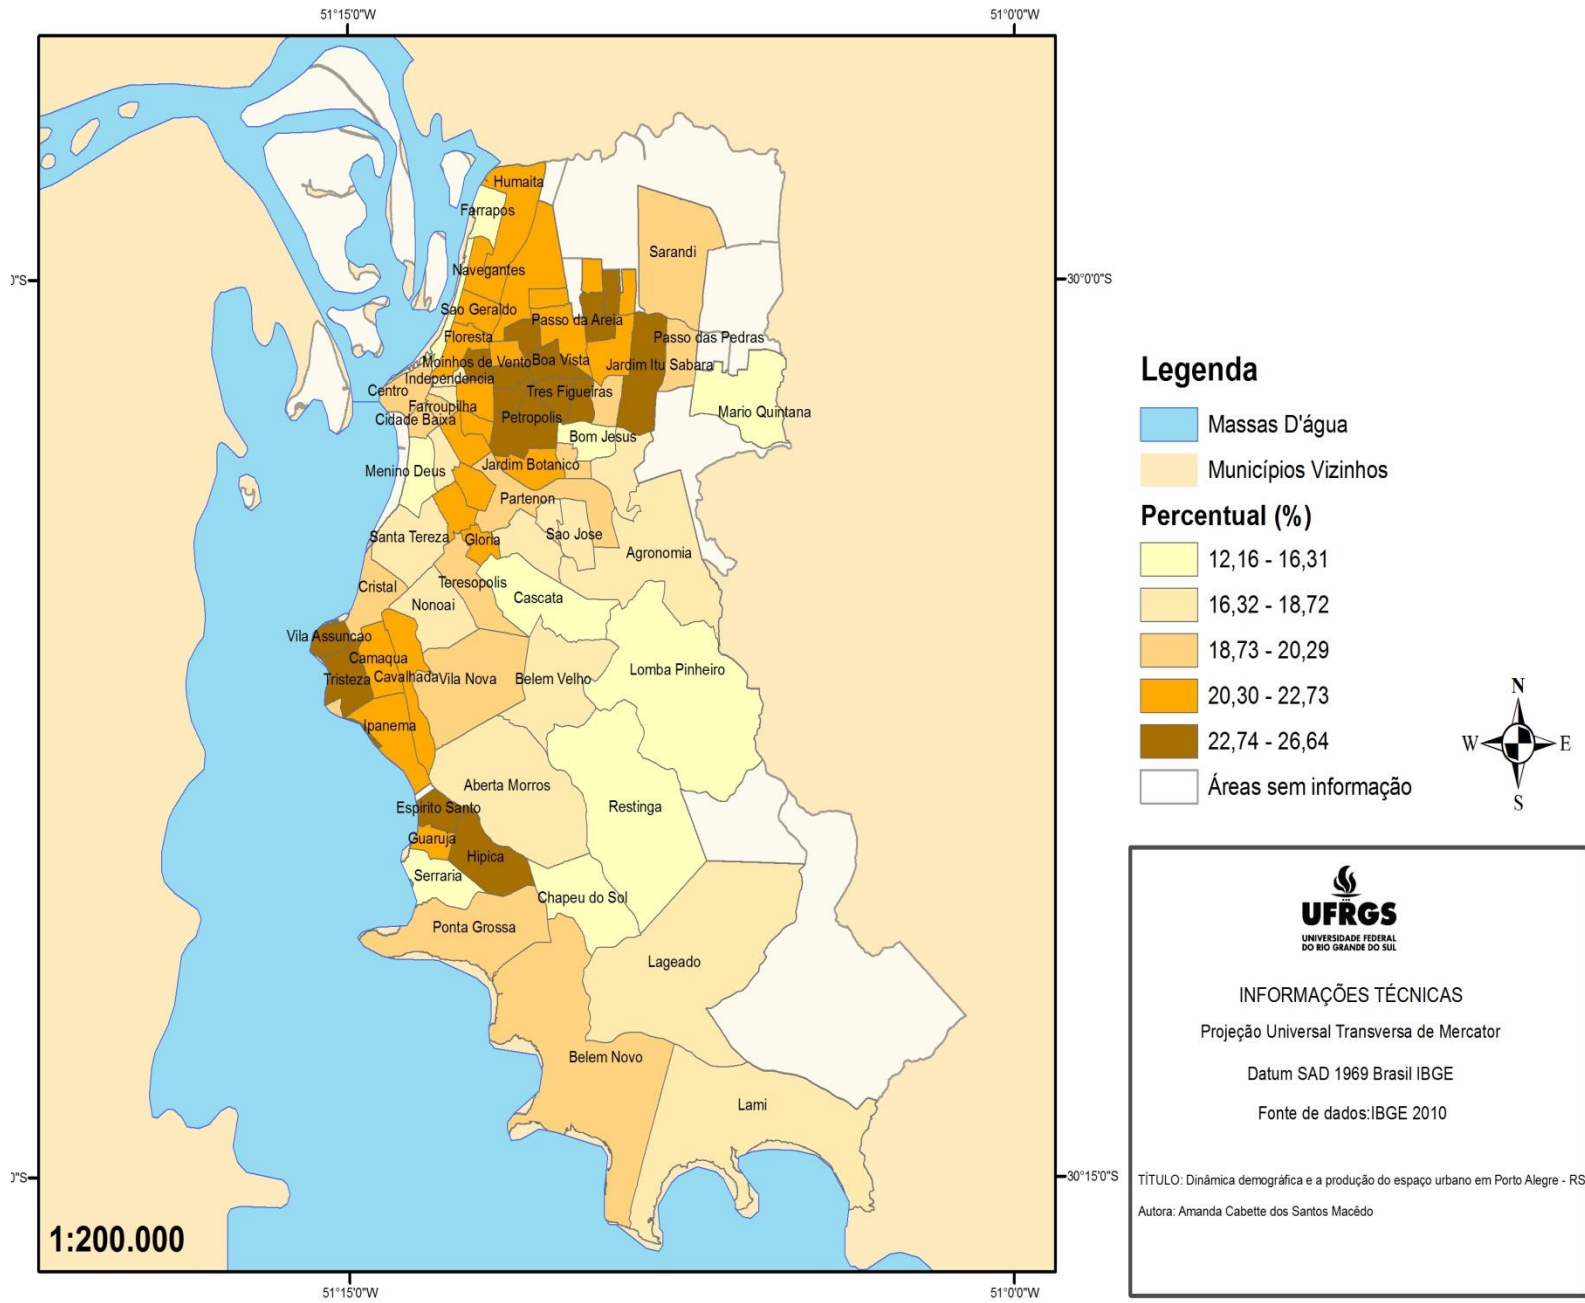 51°15'0"W
51°0'0"W
Humaita
Farrapos
Sarandi
Navegantes
0"S
30°0'0"S
Sao Geraldo
Passo da Areia
Floresta
Passo das Pedras
Moinhos de Vento
Boa Vista
Jardim Itu Sabara
Independencia
Centro
Tres Figueiras
Farroupilha
Cidade Baixa
Petropolis
Mario Quintana
Bom Jesus
Menino Deus
Jardim Botanico
Partenon
Santa Tereza
Gloria
Sao Jose
Agronomia
Cristal
Teresopolis
Nonoai
Cascata
Vila Assuncao
Camaqua
Tristeza
Cavalhada
Vila Nova
Belem Velho
Lomba Pinheiro
Ipanema
Aberta Morros
Restinga
Espirito Santo
Guaruja
Hipica
Serraria
Chapeu do Sol
Ponta Grossa
Lageado
Belem Novo
Lami
0"S
30°15'0"S
1:200.000
51°15'0"W
51°0'0"W
Legenda
Massas D'água
Municípios Vizinhos
Percentual (%)
12,16 - 16,31
16,32 - 18,72
18,73 - 20,29
20,30 - 22,73
22,74 - 26,64
Áreas sem informação
N
W E
S
UFRGS
UNIVERSIDADE FEDERAL
DO RIO GRANDE DO SUL
INFORMAÇÕES TÉCNICAS
Projeção Universal Transversa de Mercator
Datum SAD 1969 Brasil IBGE
Fonte de dados:IBGE 2010
TÍTULO: Dinâmica demográfica e a produção do espaço urbano em Porto Alegre - RS
Autora: Amanda Cabette dos Santos Macêdo